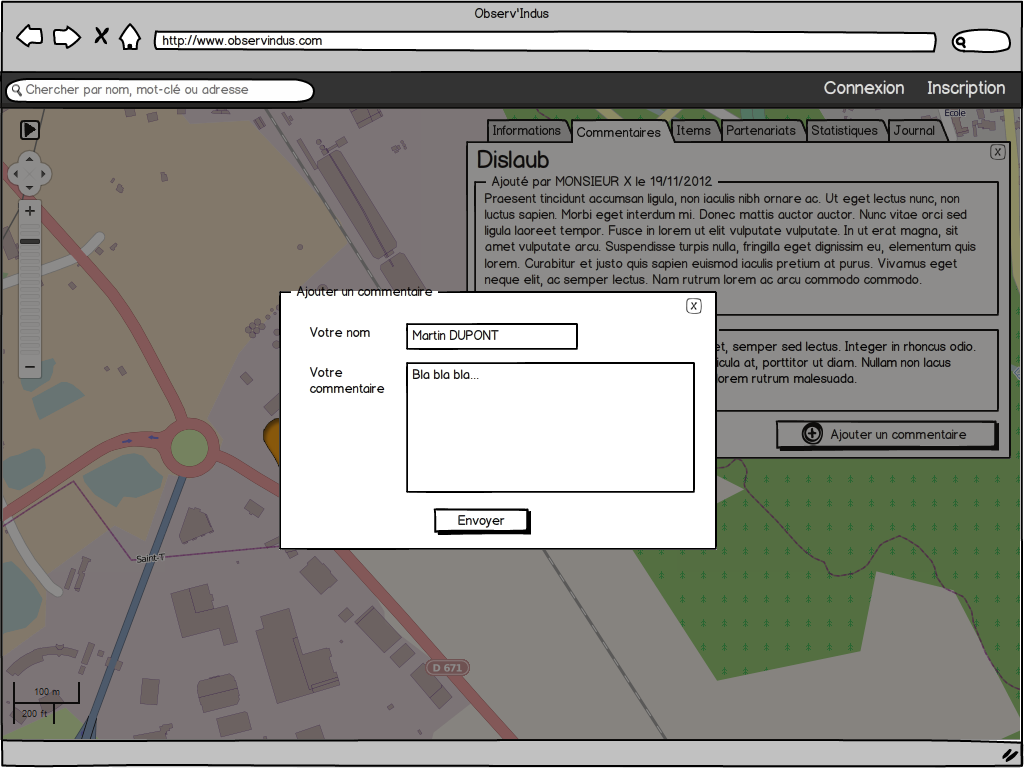 Observ'Indus
http://www.observindus.com
Chercher par nom, mot-clé ou adresse
Connexion
Inscription
Ecole
Informations
Commentaires
Items
Partenariats
Statistiques
Journal
X
Dislaub
Ajouté par MONSIEUR X le 19/11/2012
Praesent tincidunt accumsan ligula, non iaculis nibh ornare ac. Ut eget lectus nunc, non
luctus sapien. Morbi eget interdum mi. Donec mattis auctor auctor. Nunc vitae orci sed
ligula laoreet tempor. Fusce in lorem ut elit vulputate vulputate. In ut erat magna, sit
amet vulputate arcu. Suspendisse turpis nulla, fringilla eget dignissim eu, elementum quis
lorem. Curabitur et justo quis sapien euismod iaculis pretium at purus. Vivamus eget
neque elit, ac semper lectus. Nam rutrum lorem ac arcu commodo commodo.
et, semper sed lectus. Integer in rhoncus odio.
icula at, porttitor ut diam. Nullam non lacus
orem rutrum malesuada.
Ajouter un commentaire
Ajouter un commentaire
X
Votre nom
Martin DUPONT
Votre
commentaire
Bla bla bla...
Envoyer
Saint-T
D 671
100 m
200 ft